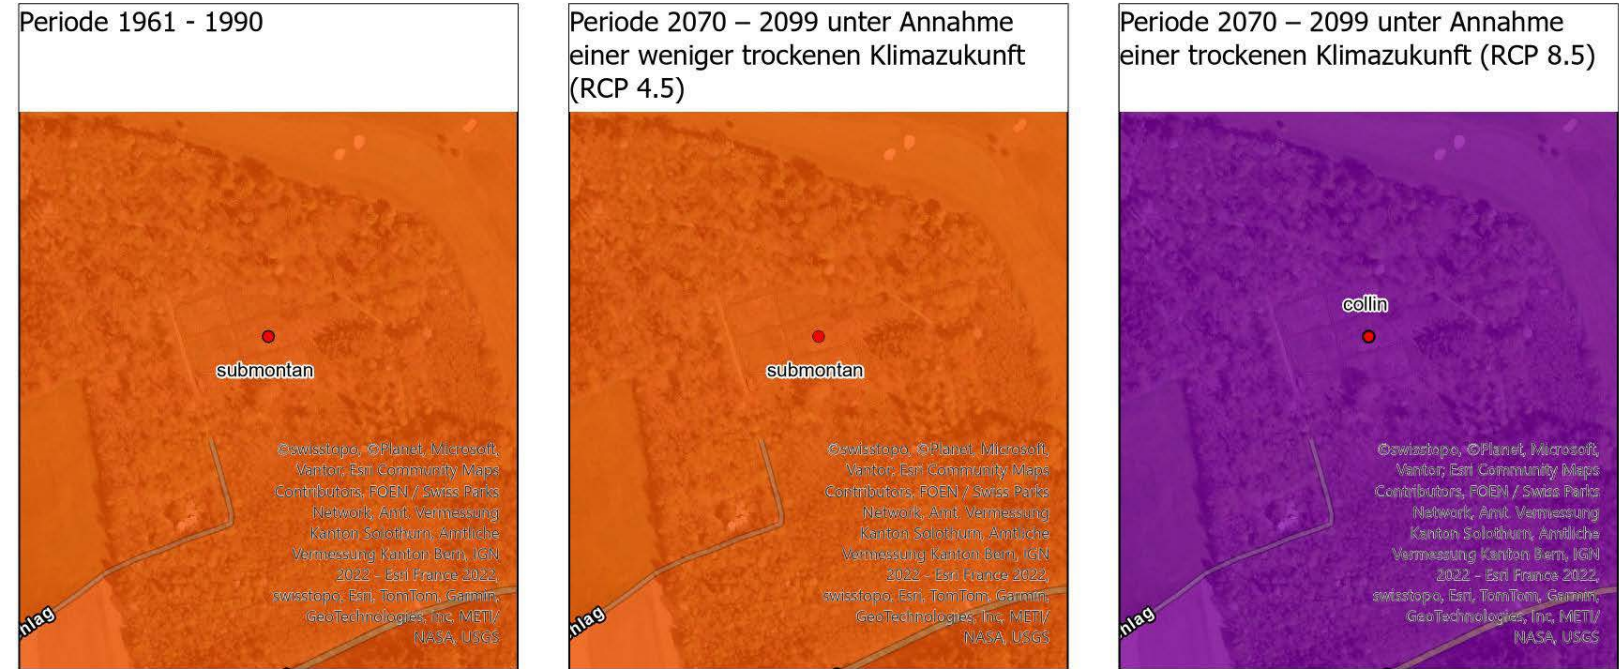 Periode 1961 - 1990
submontan
©swisstopo, ©Planet, Microsoft,
Vantor, Esri Community Maps
Contributors, FOEN / Swiss Parks
Network, Amt. Vermessung
Kanton Solothurn, Amtliche
Vermessung Kanton Bern, IGN
2022 - Esri France 2022,
swisstopo, Esri, TomTom, Garmin,
GeoTechnologies, Inc, METI/
NASA, USGS
hlag
Periode 2070 – 2099 unter Annahme
einer weniger trockenen Klimazukunft
(RCP 4.5)
submontan
©swisstopo, ©Planet, Microsoft,
Vantor, Esri Community Maps
Contributors, FOEN / Swiss Parks
Network, Amt. Vermessung
Kanton Solothurn, Amtliche
Vermessung Kanton Bern, IGN
2022 - Esri France 2022,
swisstopo, Esri, TomTom, Garmin,
GeoTechnologies, Inc, METI/
NASA, USGS
hlag
Periode 2070 – 2099 unter Annahme
einer trockenen Klimazukunft (RCP 8.5)
collin
©swisstopo, ©Planet, Microsoft,
Vantor, Esri Community Maps
Contributors, FOEN / Swiss Parks
Network, Amt. Vermessung
Kanton Solothurn, Amtliche
Vermessung Kanton Bern, IGN
2022 - Esri France 2022,
swisstopo, Esri, TomTom, Garmin,
GeoTechnologies, Inc, METI/
NASA, USGS
hlag